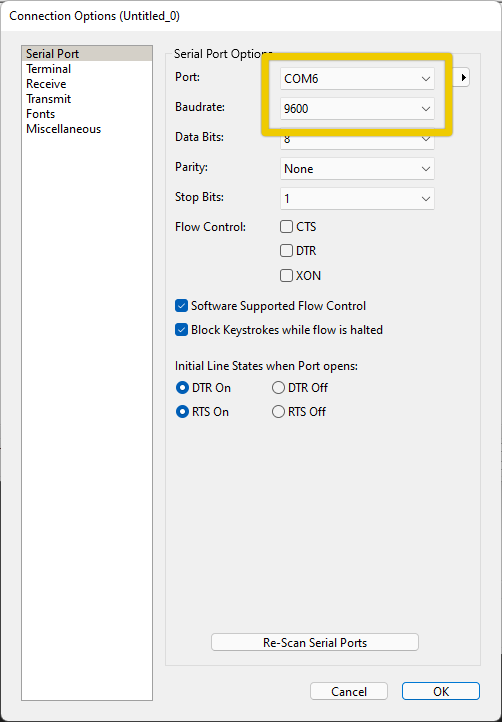 Connection Options (Untitled_0)
Serial Port
Terminal
Receive
Transmit
Fonts
Miscellaneous
Serial Port Options
Port: COM6
Baudrate: 9600
Data Bits: 8
Parity: None
Stop Bits: 1
Flow Control: CTS
DTR
XON
Software Supported Flow Control
Block Keystrokes while flow is halted
Initial Line States when Port opens:
DTR On DTR Off
RTS On RTS Off
Re-Scan Serial Ports
Cancel OK